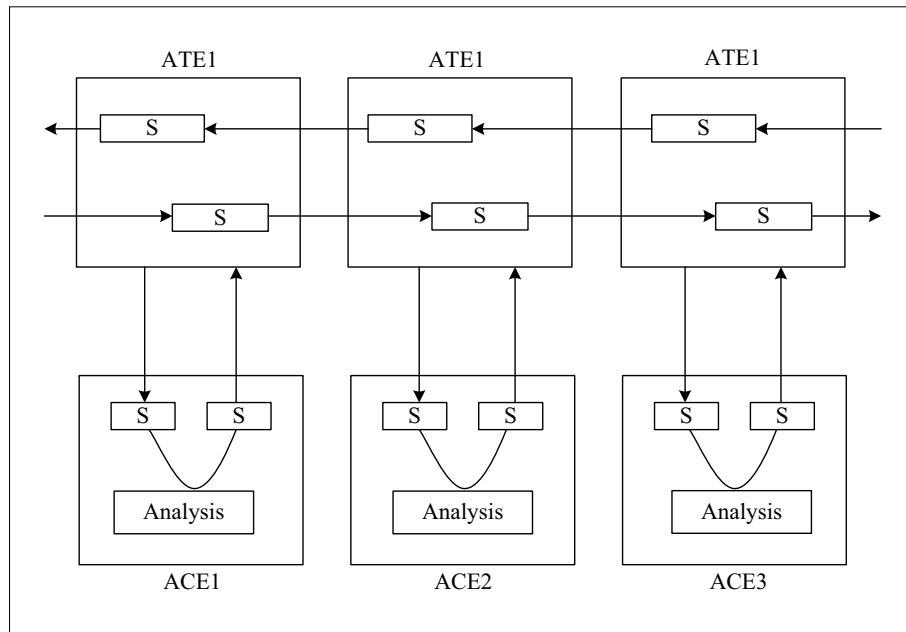 ATE1 ATE1 ATE1
S S S
S S S
S S S S S S
Analysis Analysis Analysis
ACE1 ACE2 ACE3